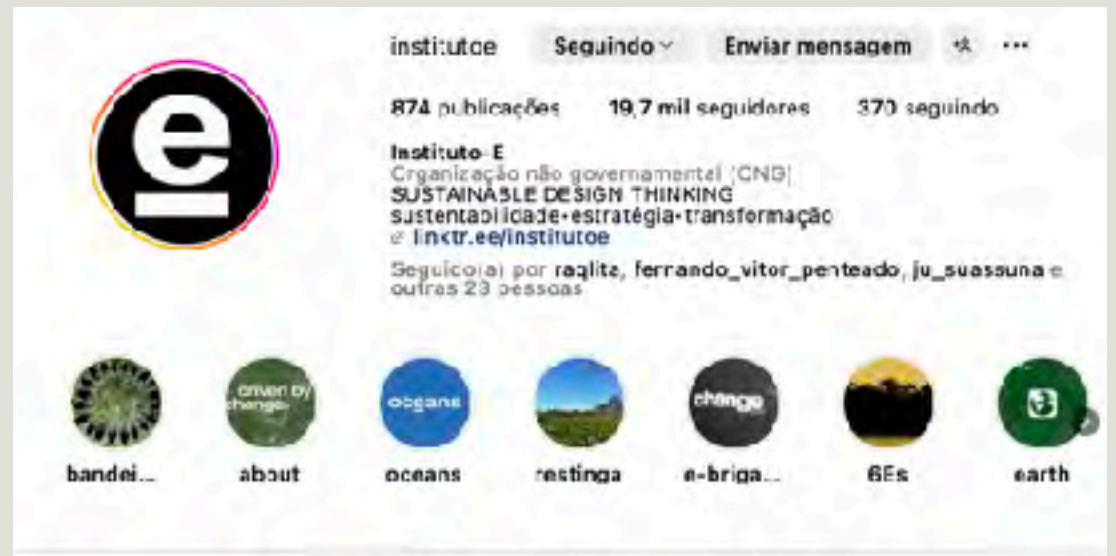 institutoe Seguindo Enviar mensagem
874 publicações 19,7 mil seguidores 370 seguindo
Instituto-E
Organização não governamental (ONG)
SUSTAINABLE DESIGN THINKING
sustentabilidade•estratégia•transformação
linktr.ee/institutoe
Seguido(a) por raqlita, fernando_vitor_penteado, ju_suassuna e
outras 23 pessoas
e
driven by
change.
oceans
change
bandei... about oceans restinga e-briga... 6Es earth